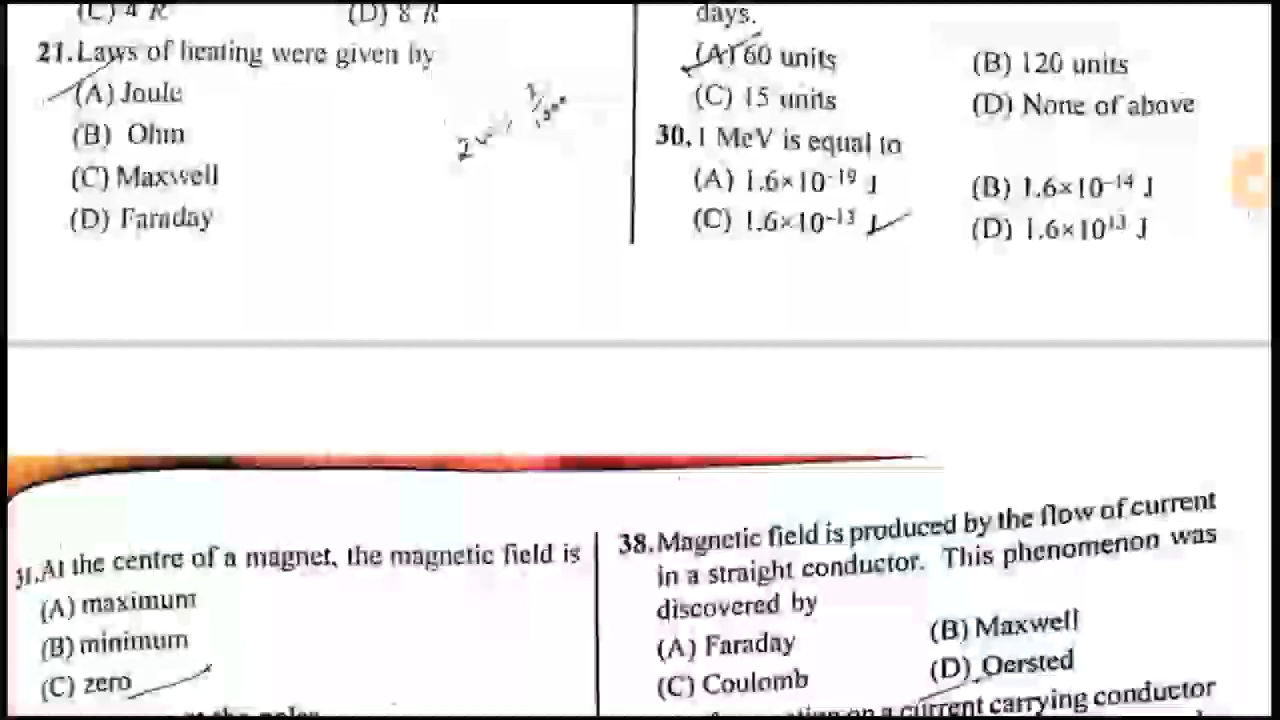 (C) 4 R (D) 8 R
21. Laws of heating were given by
(A) Joule
(B) Ohm
(C) Maxwell
(D) Faraday
days.
(A) 60 units (B) 120 units
(C) 15 units (D) None of above
30. 1 MeV is equal to
(A) 1.6×10⁻¹⁹ J (B) 1.6×10⁻¹⁴ J
(C) 1.6×10⁻¹³ J (D) 1.6×10¹³ J
31. At the centre of a magnet, the magnetic field is
(A) maximum
(B) minimum
(C) zero
at the poles
38. Magnetic field is produced by the flow of current
in a straight conductor. This phenomenon was
discovered by
(A) Faraday (B) Maxwell
(C) Coulomb (D) Oersted
on a current carrying conductor